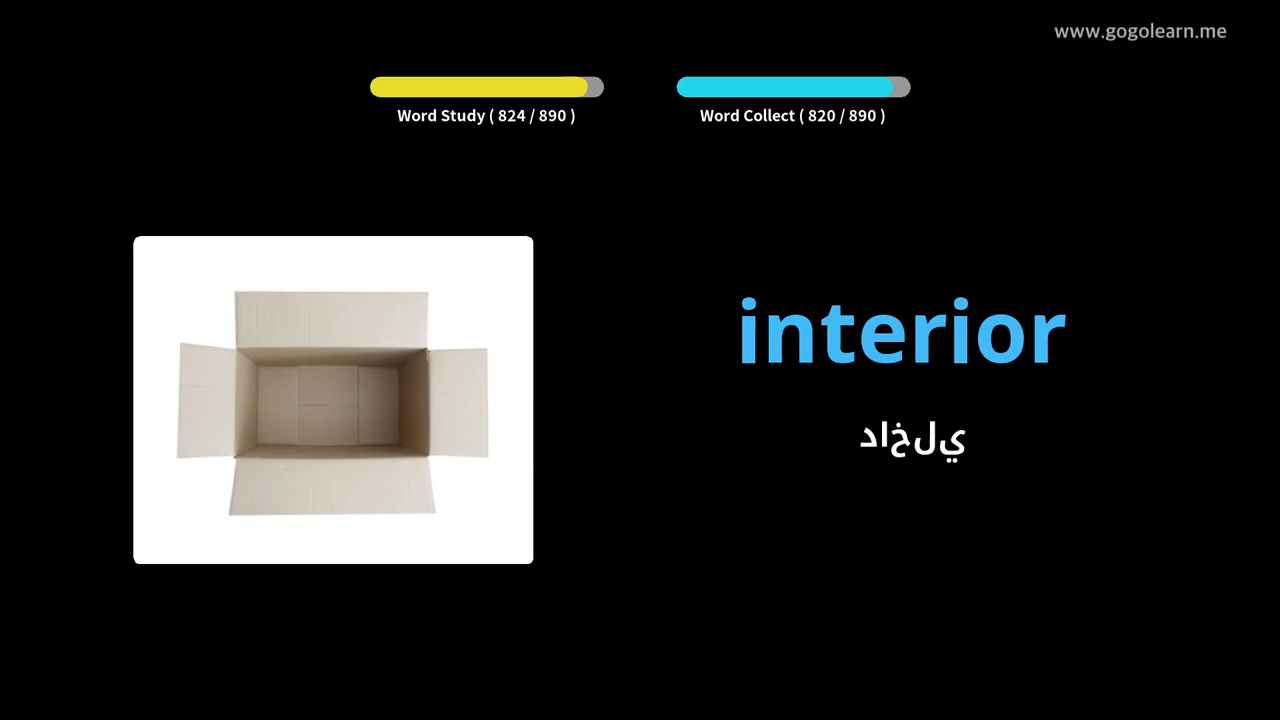 www.gogolearn.me
Word Study ( 824 / 890 )
Word Collect ( 820 / 890 )
interior
داخلي